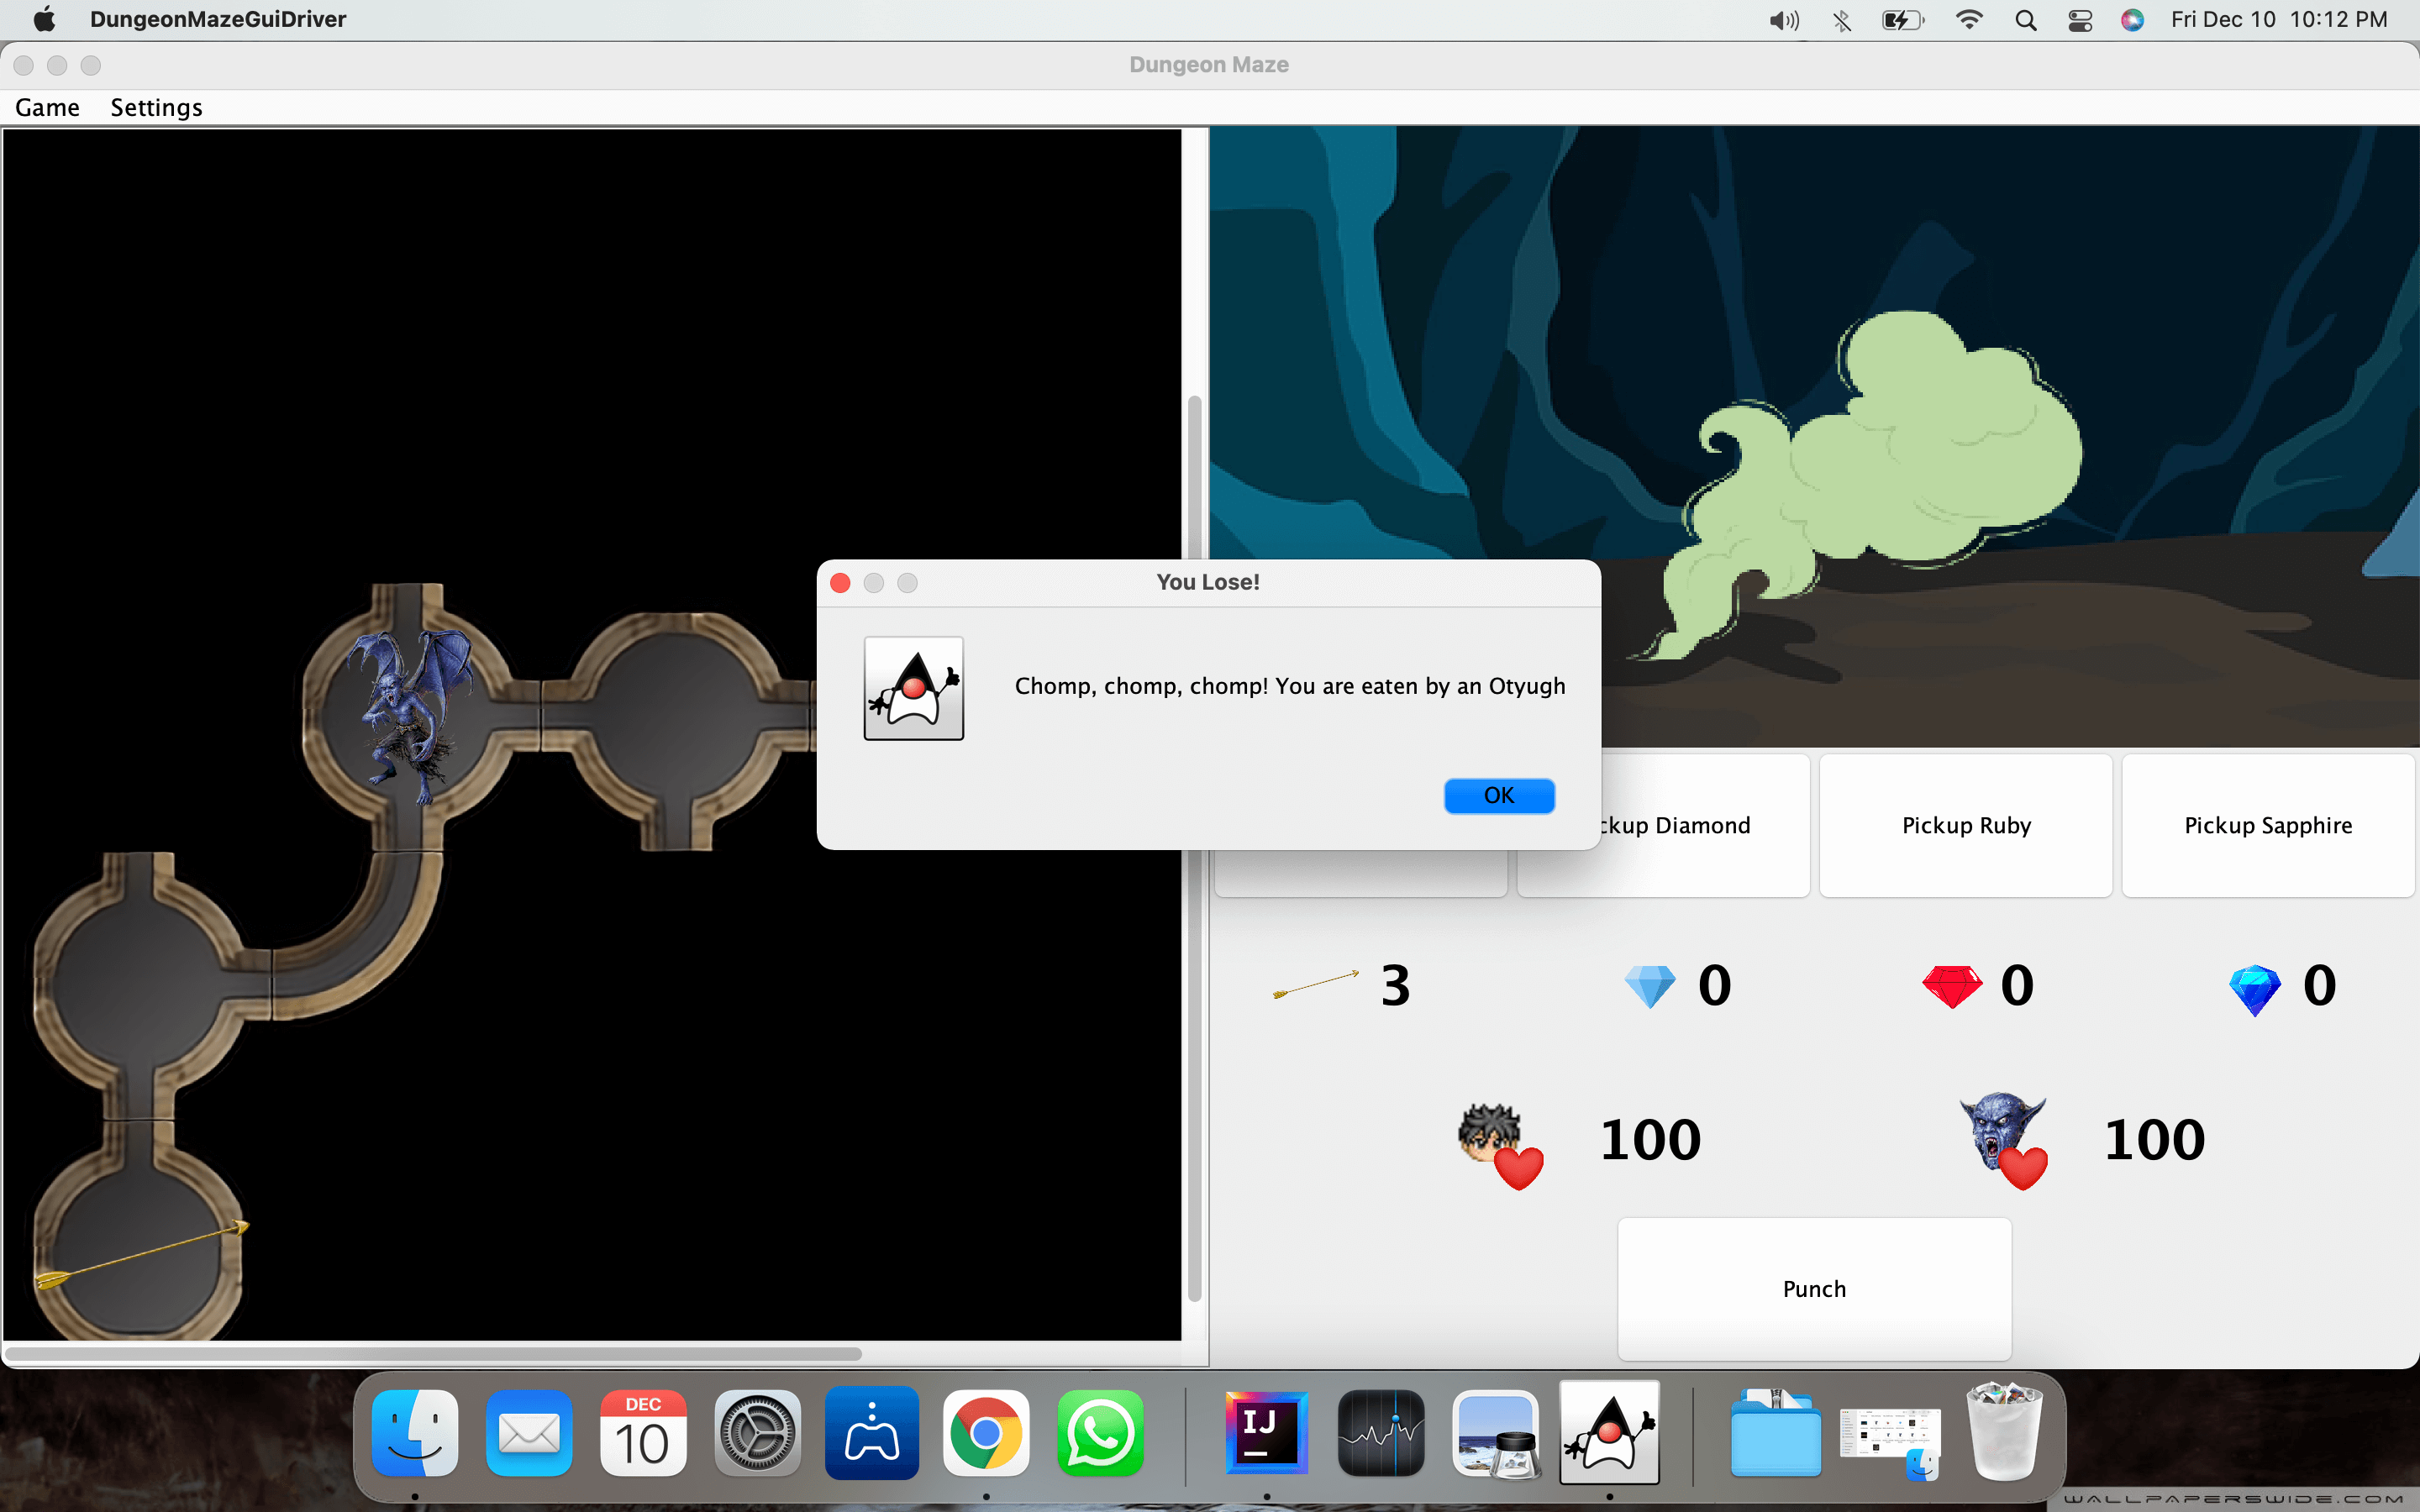 DungeonMazeGuiDriver
Fri Dec 10 10:12 PM
Dungeon Maze
Game Settings
You Lose!
Chomp, chomp, chomp! You are eaten by an Otyugh
OK
ckup Diamond
Pickup Ruby
Pickup Sapphire
3
0
0
0
100
100
Punch
DEC
10
IJ
WALLPAPERSWIDE.COM